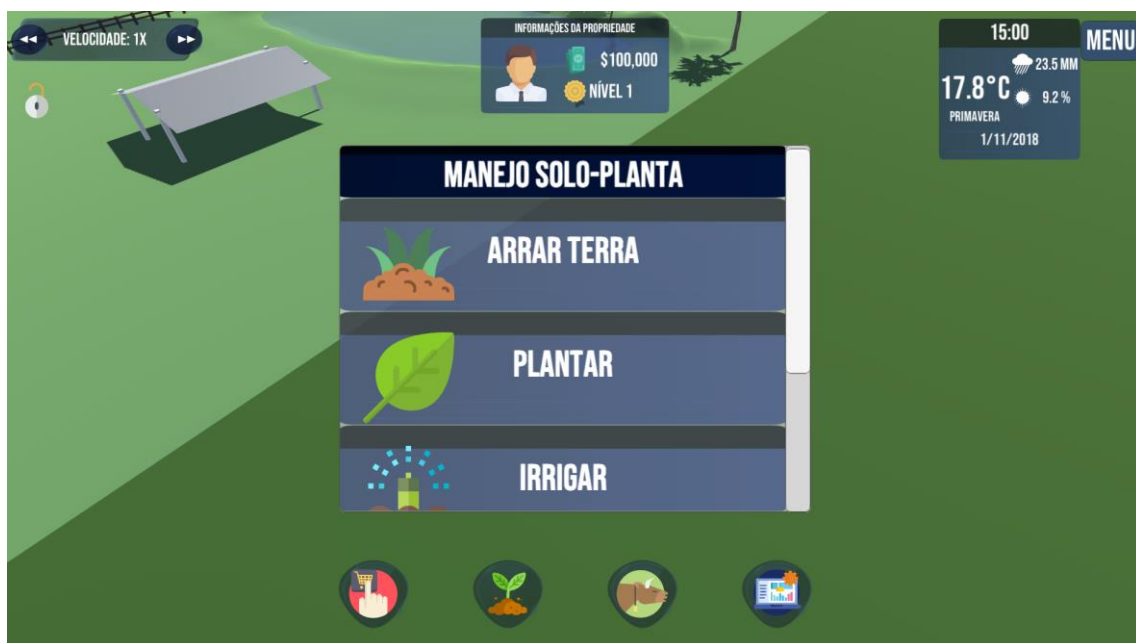 VELOCIDADE: 1X
INFORMAÇÕES DA PROPRIEDADE
$100,000
NÍVEL 1
15:00
MENU
23.5 MM
17.8°C
9.2 %
PRIMAVERA
1/11/2018
MANEJO SOLO-PLANTA
ARRAR TERRA
PLANTAR
IRRIGAR